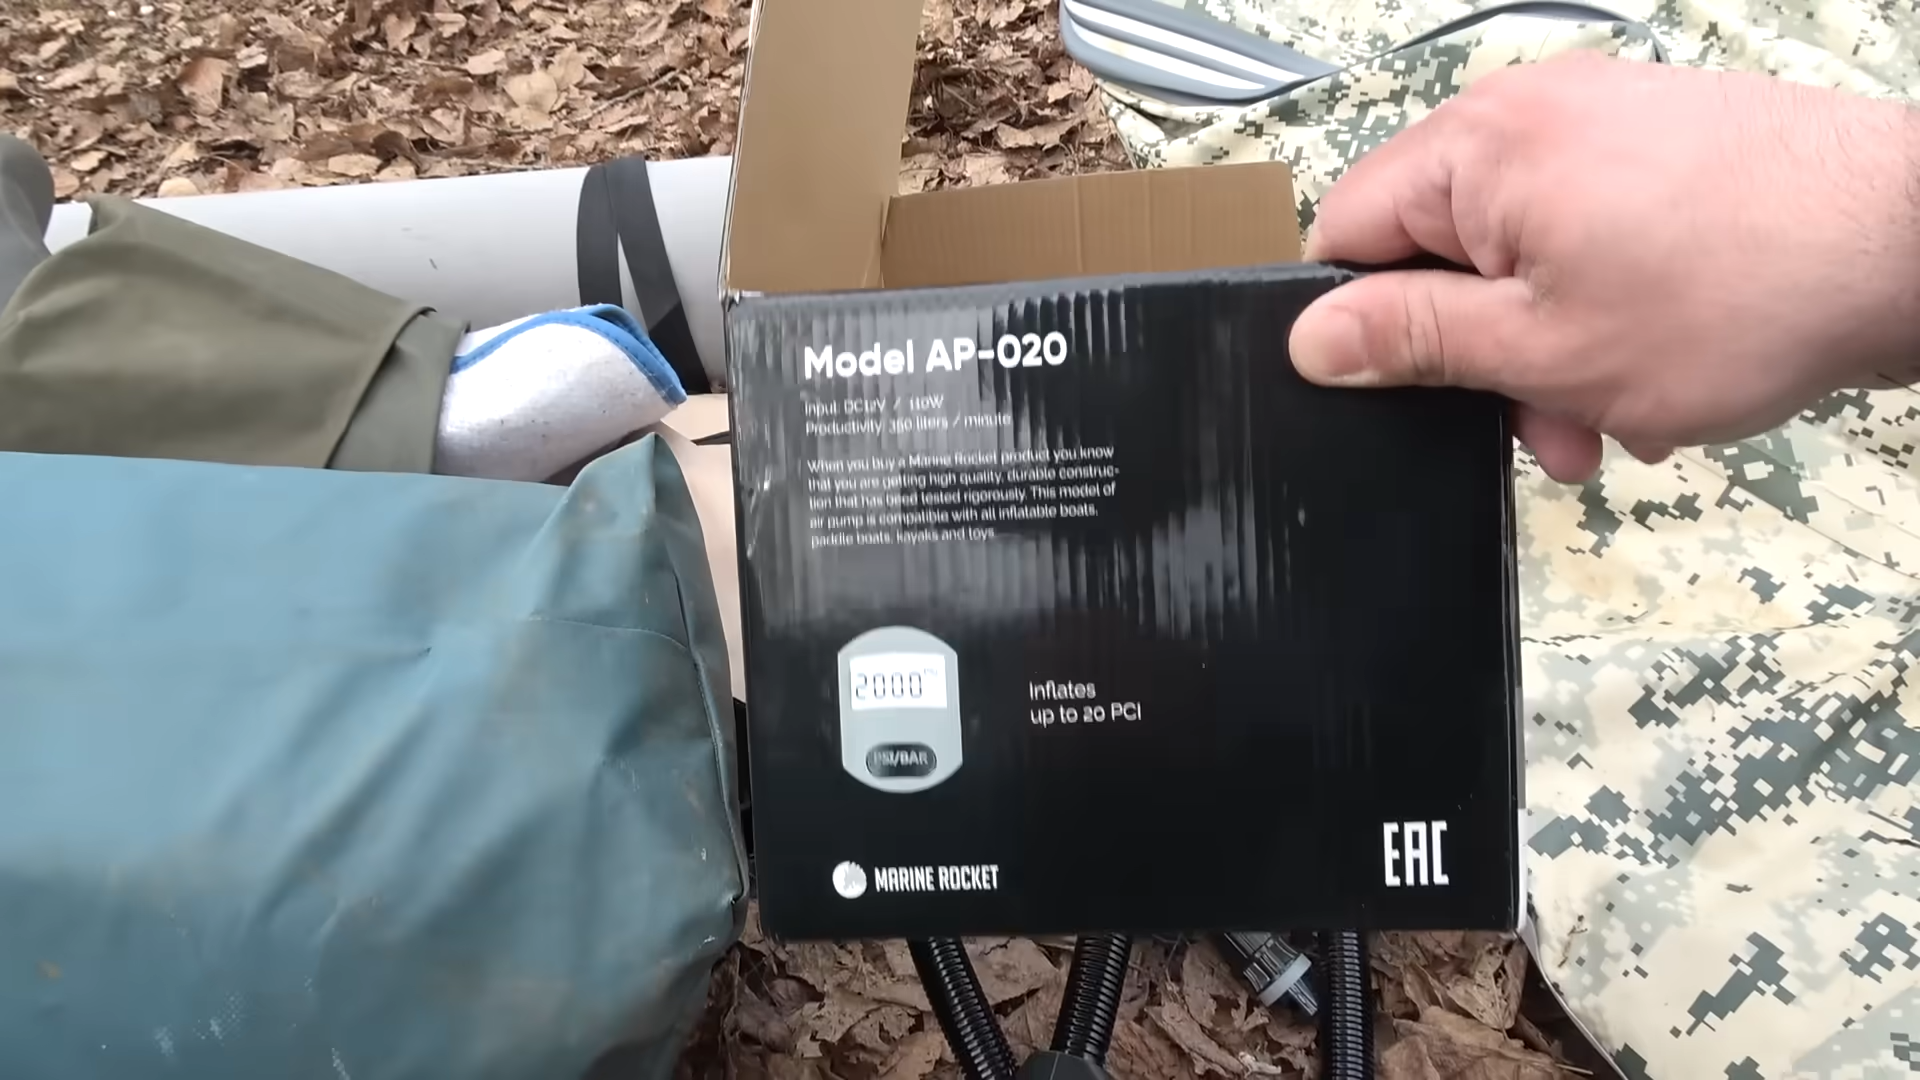 Model AP-020
Input: DC12V / 110W
Productivity: 350 liters / minute
When you buy a Marine Rocket product you know
that you are getting high quality, durable construc-
tion that has been tested rigorously. This model of
air pump is compatible with all inflatable boats,
paddle boats, kayaks and toys.
2000
PSI/BAR
Inflates
up to 20 PCI
MARINE ROCKET
EAC